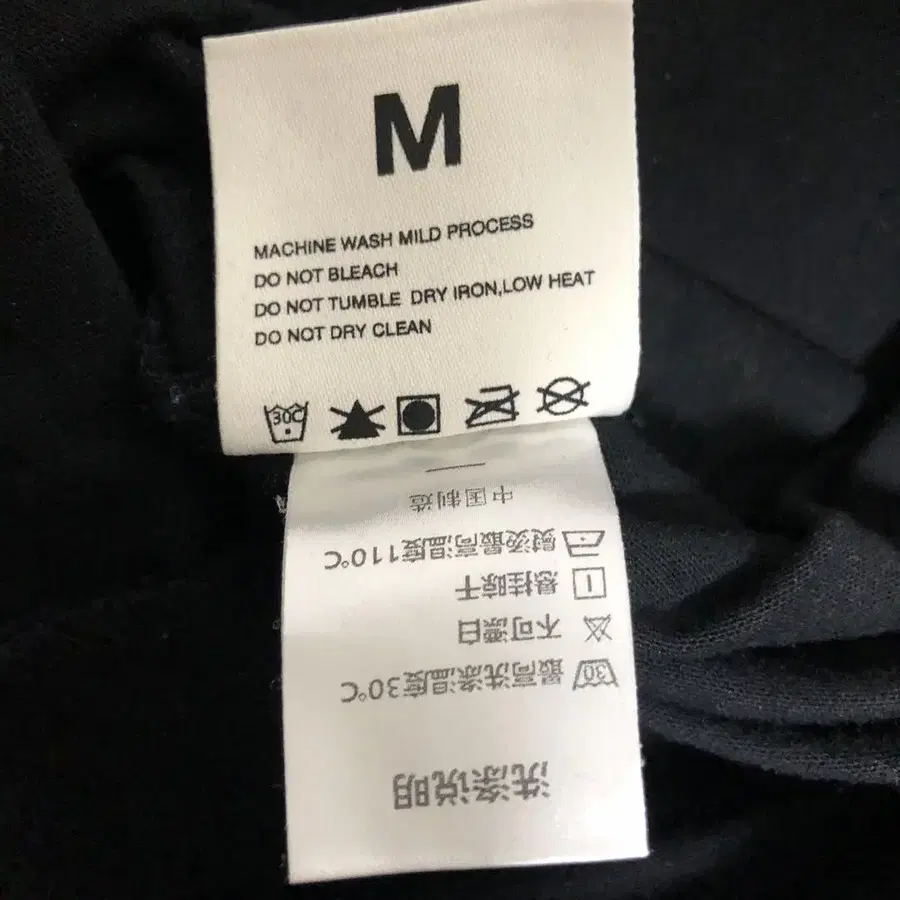 M
MACHINE WASH MILD PROCESS
DO NOT BLEACH
DO NOT TUMBLE DRY IRON,LOW HEAT
DO NOT DRY CLEAN
30C
洗涤说明
30 最高洗涤温度30℃
不可漂白
悬挂晾干
熨烫最高温度110℃
中国制造